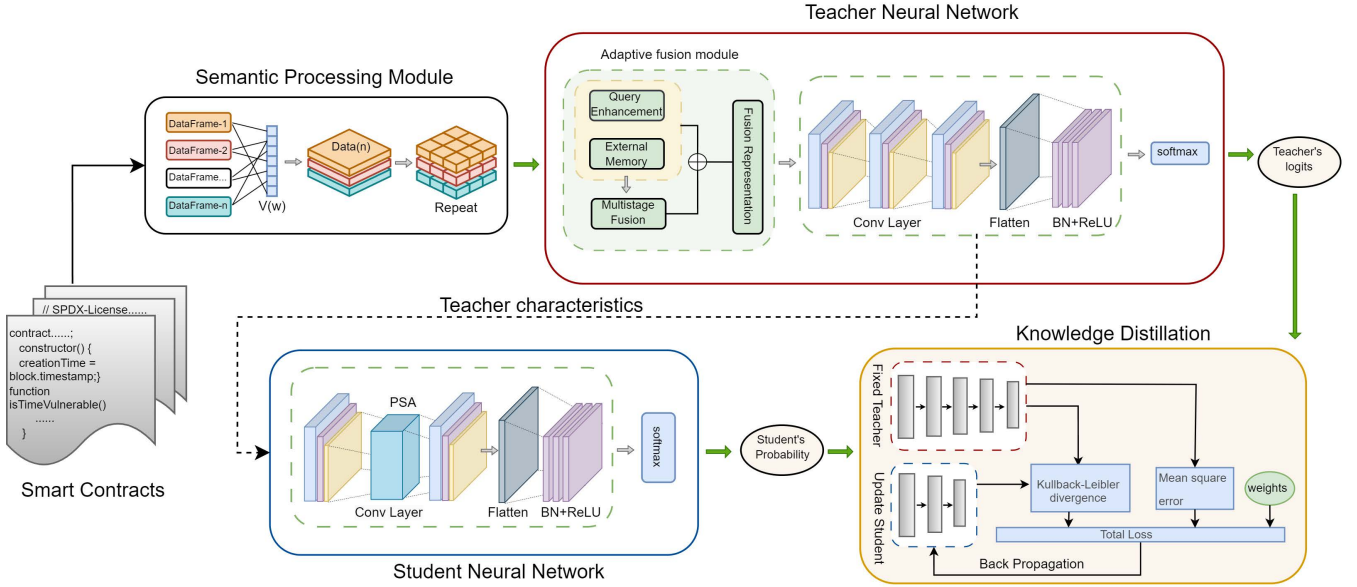 Teacher Neural Network
Semantic Processing Module
DataFrame-1
DataFrame-2
DataFrame...
DataFrame-n
V(w)
Data(n)
Repeat
Adaptive fusion module
Query
Enhancement
External
Memory
Multistage
Fusion
Fusion Representation
Conv Layer
Flatten
BN+ReLU
softmax
Teacher's
logits
// SPDX-License......
contract......;
constructor() {
creationTime =
block.timestamp;}
function
isTimeVulnerable()
......
}
Smart Contracts
Teacher characteristics
PSA
Conv Layer
Flatten
BN+ReLU
softmax
Student Neural Network
Student's
Probability
Knowledge Distillation
Fixed Teacher
Update Student
Kullback-Leibler
divergence
Mean square
error
weights
Total Loss
Back Propagation